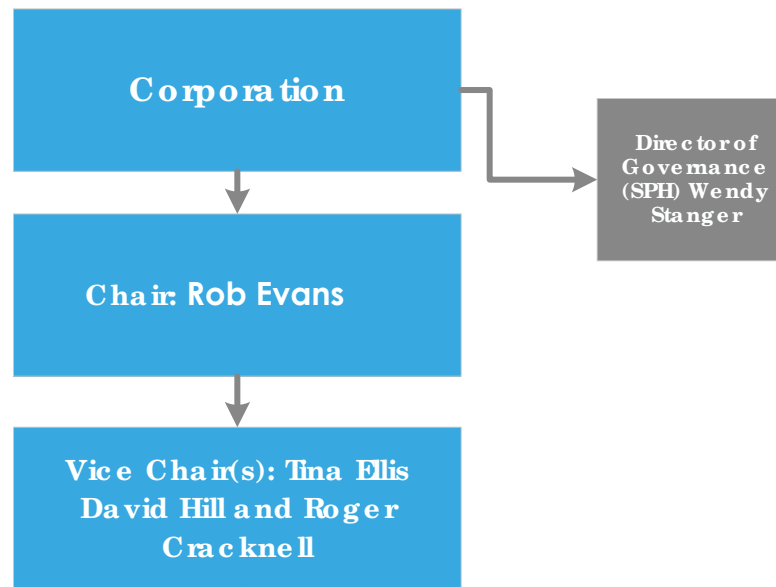 Corporation
Director of
Governance
(SPH) Wendy
Stanger
Chair: Rob Evans
Vice Chair(s): Tina Ellis
David Hill and Roger
Cracknell